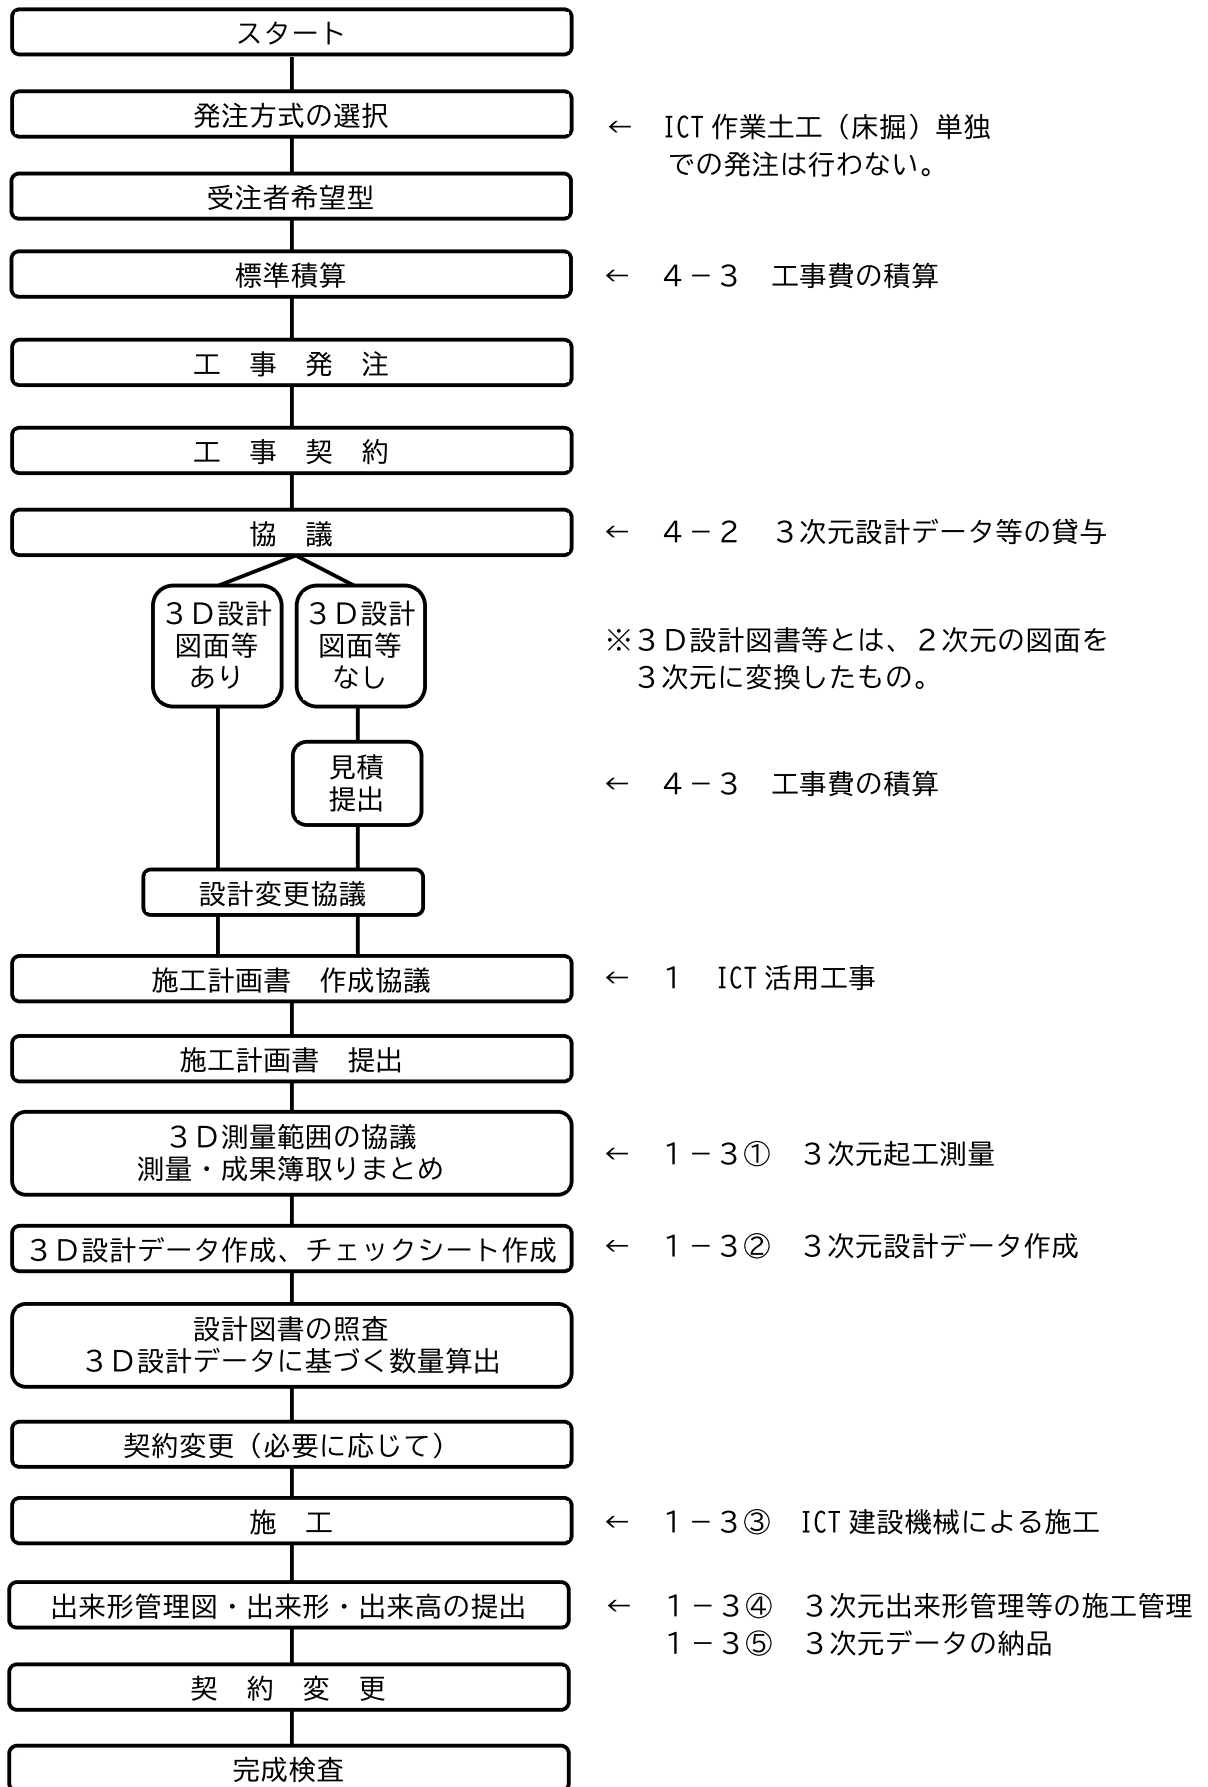 スタート
発注方式の選択
← ICT 作業土工（床掘）単独
での発注は行わない。
受注者希望型
標準積算
← ４－３　工事費の積算
工　事　発　注
工　事　契　約
協　議
← ４－２　３次元設計データ等の貸与
３Ｄ設計
図面等
あり
３Ｄ設計
図面等
なし
※３Ｄ設計図書等とは、２次元の図面を
３次元に変換したもの。
見積
提出
← ４－３　工事費の積算
設計変更協議
施工計画書　作成協議
← １　ICT 活用工事
施工計画書　提出
３Ｄ測量範囲の協議
測量・成果簿取りまとめ
← １－３①　３次元起工測量
３Ｄ設計データ作成、チェックシート作成
← １－３②　３次元設計データ作成
設計図書の照査
３Ｄ設計データに基づく数量算出
契約変更（必要に応じて）
施　工
← １－３③　ICT 建設機械による施工
出来形管理図・出来形・出来高の提出
← １－３④　３次元出来形管理等の施工管理
１－３⑤　３次元データの納品
契　約　変　更
完成検査